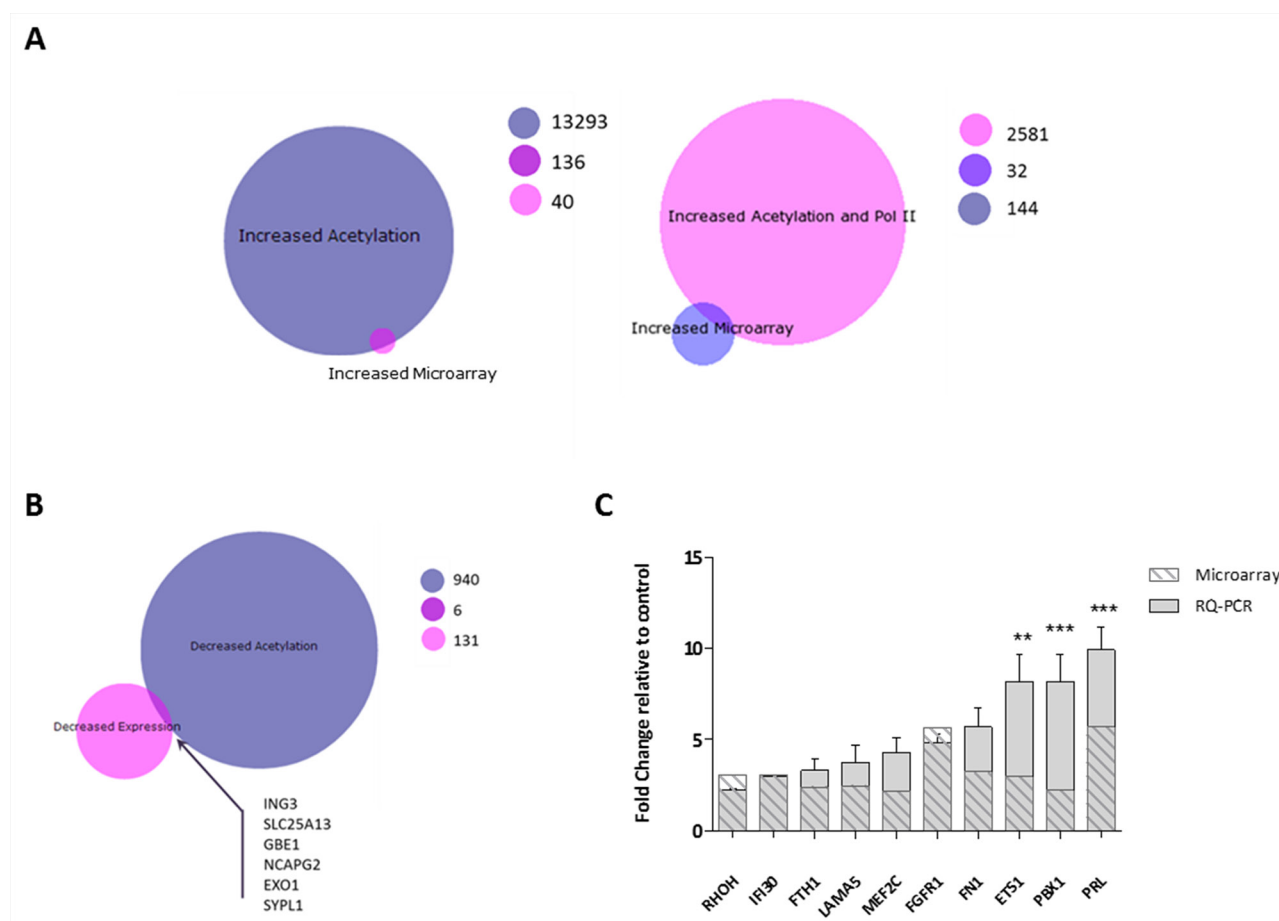 A
Increased Acetylation
Increased Microarray
13293
136
40
Increased Acetylation and Pol II
Increased Microarray
2581
32
144
B
Decreased Acetylation
Decreased Expression
940
6
131
ING3
SLC25A13
GBE1
NCAPG2
EXO1
SYPL1
C
Fold Change relative to control
15
10
5
0
** *** ***
Microarray
RQ-PCR
RHOH
IFI30
FTH1
LAMA5
MEF2C
FGFR1
FN1
ETS1
PBX1
PRL